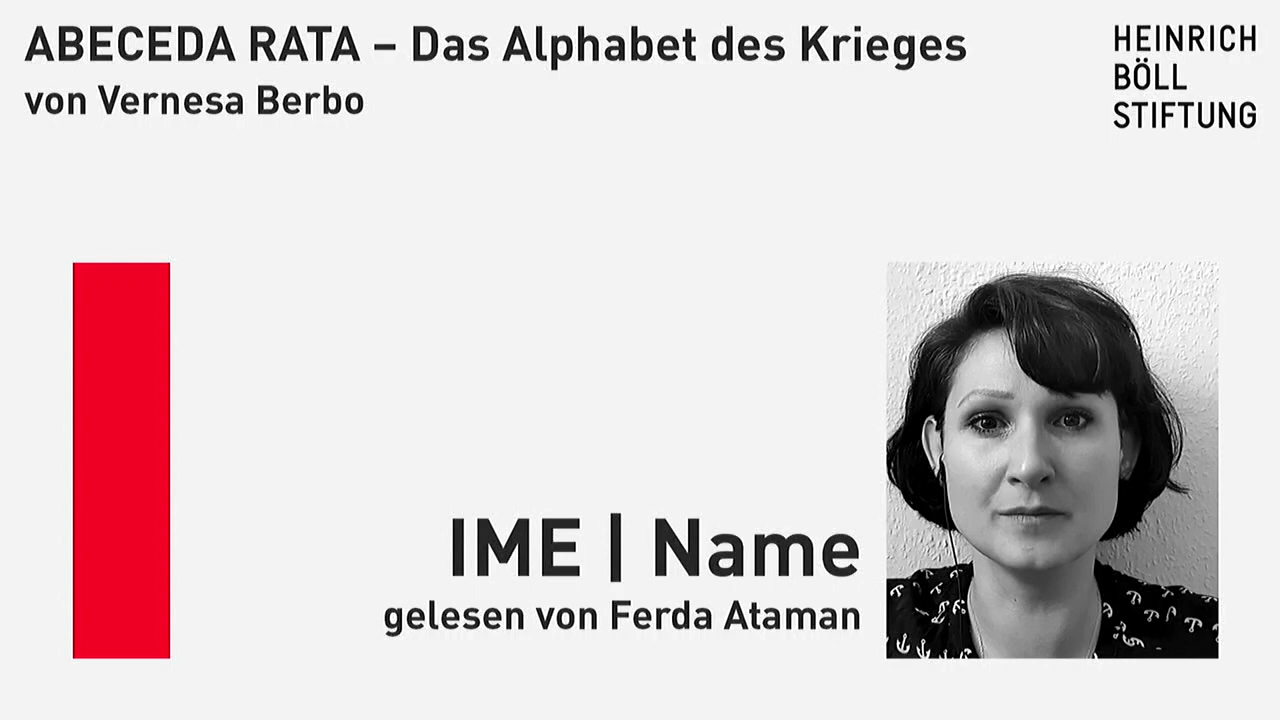 ABECEDA RATA – Das Alphabet des Krieges
von Vernesa Berbo
HEINRICH
BÖLL
STIFTUNG
IME | Name
gelesen von Ferda Ataman